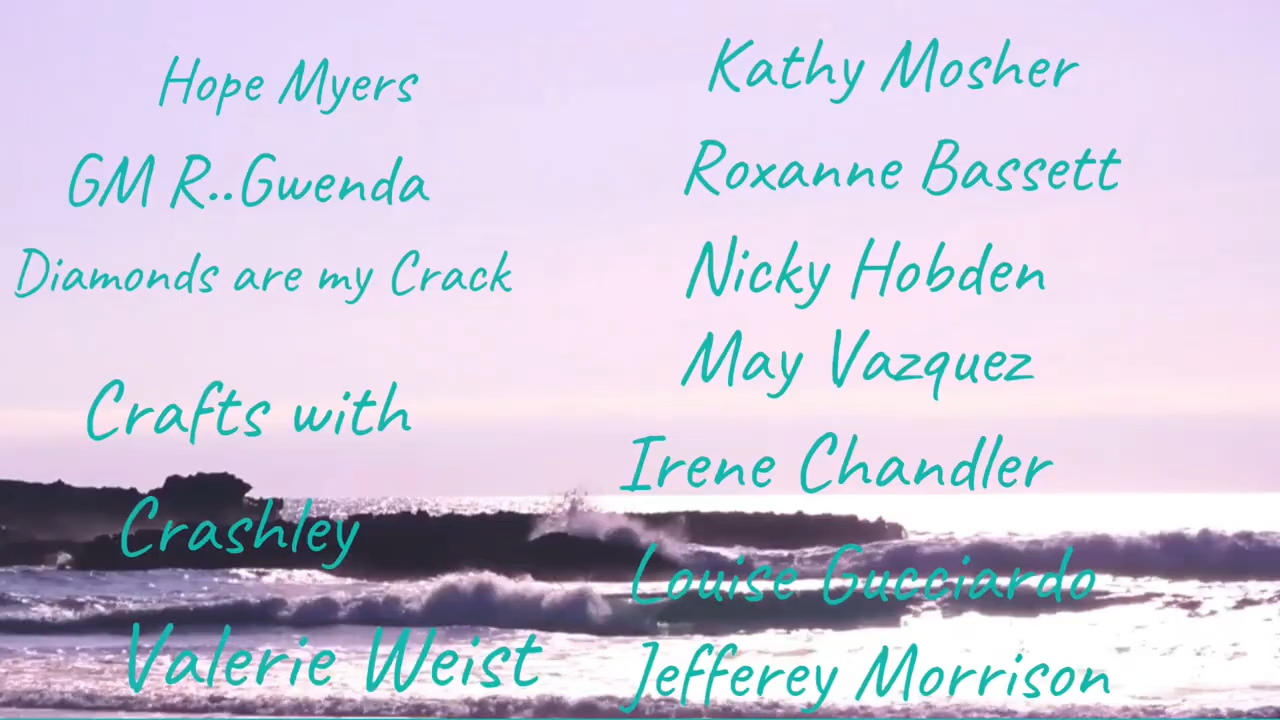 Hope Myers
GM R..Gwenda
Diamonds are my Crack
Crafts with
Crashley
Valerie Weist
Kathy Mosher
Roxanne Bassett
Nicky Hobden
May Vazquez
Irene Chandler
Louise Gucciardo
Jefferey Morrison